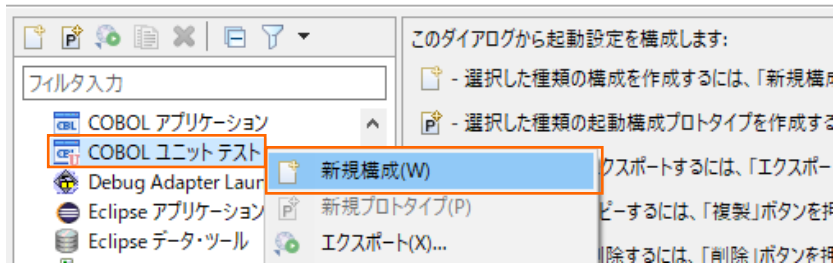 フィルタ入力
COBOL アプリケーション
COBOL ユニット テスト
Debug Adapter Laun
Eclipse アプリケーション
Eclipse データ・ツール
新規構成(W)
新規プロトタイプ(P)
エクスポート(X)...
このダイアログから起動設定を構成します:
- 選択した種類の構成を作成するには、「新規構成
- 選択した種類の起動構成プロトタイプを作成する
クスポートするには、「エクスポー
ピーするには、「複製」ボタンを押
削除するには、「削除」ボタンを押